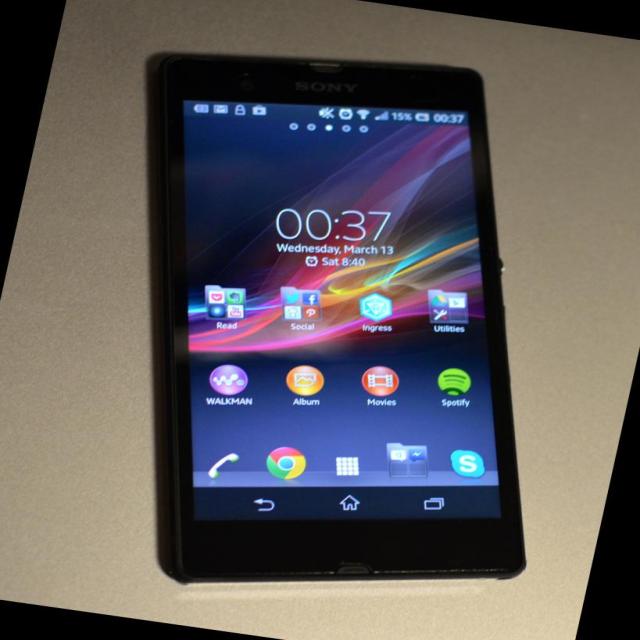 SONY
15% 00:37
00:37
Wednesday, March 13
Sat 8:40
Read Social Ingress Utilities
WALKMAN Album Movies Spotify